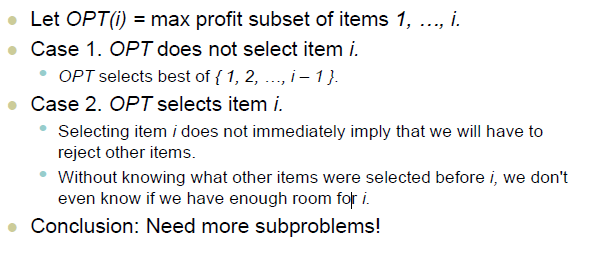 Let OPT(i) = max profit subset of items 1, …, i.
Case 1. OPT does not select item i.
OPT selects best of { 1, 2, …, i – 1 }.
Case 2. OPT selects item i.
Selecting item i does not immediately imply that we will have to
reject other items.
Without knowing what other items were selected before i, we don't
even know if we have enough room for i.
Conclusion: Need more subproblems!